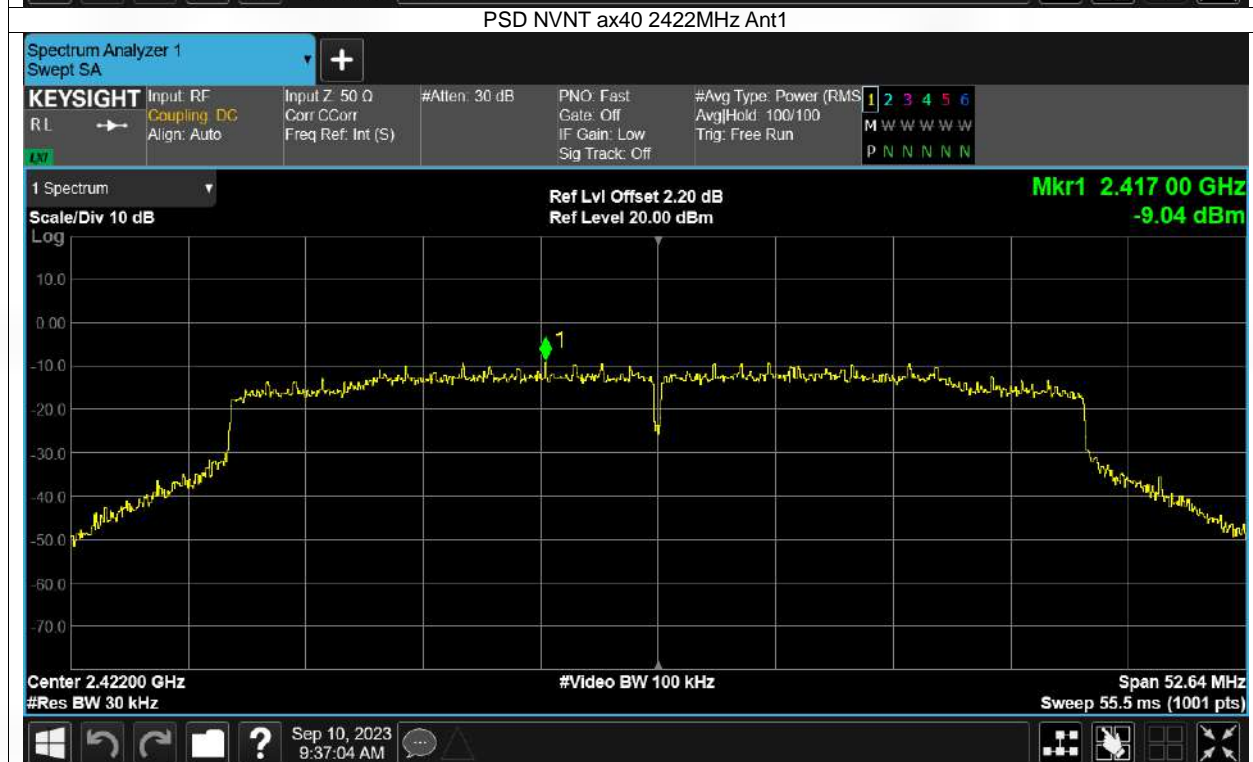 PSD NVNT ax40 2422MHz Ant1
Spectrum Analyzer 1
Swept SA
KEYSIGHT
RL
LXI
Input: RF
Coupling: DC
Align: Auto
Input Z: 50 Ω
Corr CCorr
Freq Ref: Int (S)
#Atten: 30 dB
PNO: Fast
Gate: Off
IF Gain: Low
Sig Track: Off
#Avg Type: Power (RMS
Avg|Hold: 100/100
Trig: Free Run
1 2 3 4 5 6
M W W W W W
P N N N N N
1 Spectrum
Scale/Div 10 dB
Ref Lvl Offset 2.20 dB
Ref Level 20.00 dBm
Mkr1 2.417 00 GHz
-9.04 dBm
Log
10.0
0.00
-10.0
-20.0
-30.0
-40.0
-50.0
-60.0
-70.0
1
Center 2.42200 GHz
#Res BW 30 kHz
#Video BW 100 kHz
Span 52.64 MHz
Sweep 55.5 ms (1001 pts)
?
Sep 10, 2023
9:37:04 AM